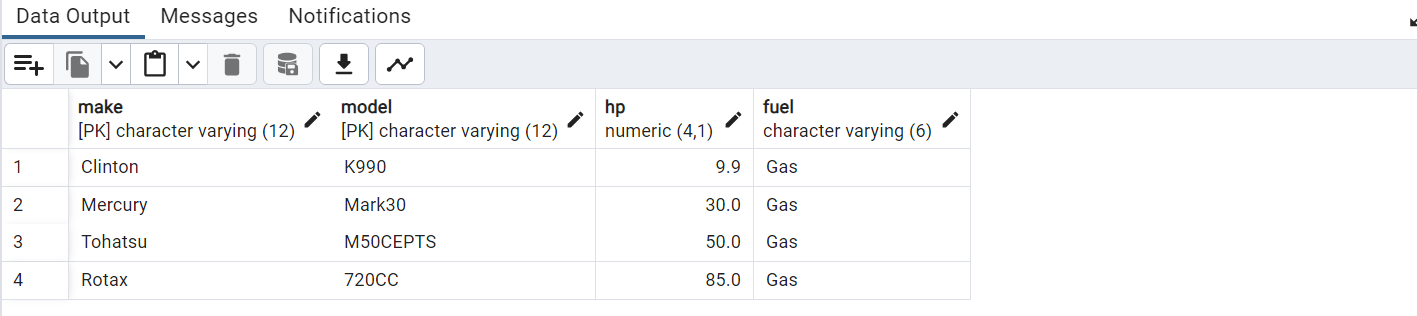 Data Output Messages Notifications
make model hp fuel
[PK] character varying (12) [PK] character varying (12) numeric (4,1) character varying (6)
1 Clinton K990 9.9 Gas
2 Mercury Mark30 30.0 Gas
3 Tohatsu M50CEPTS 50.0 Gas
4 Rotax 720CC 85.0 Gas